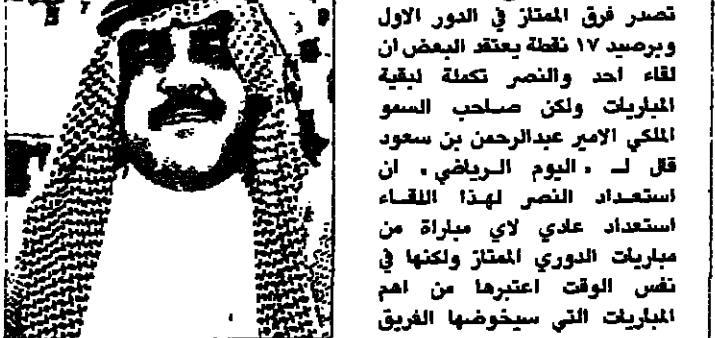 تصدر فرق الممتاز في الدور الاول
وبرصيد ١٧ نقطة يعتقد البعض ان
لقاء احد والنصر تكملة لبقية
المباريات ولكن صاحب السمو
الملكي الامير عبدالرحمن بن سعود
قال لـ . اليوم الرياضي . ان
استعداد النصر لهذا اللقاء
استعداد عادي لاي مباراة من
مباريات الدوري الممتاز ولكنها في
نفس الوقت اعتبرها من اهم
المباريات التي سيخوضها الفريق